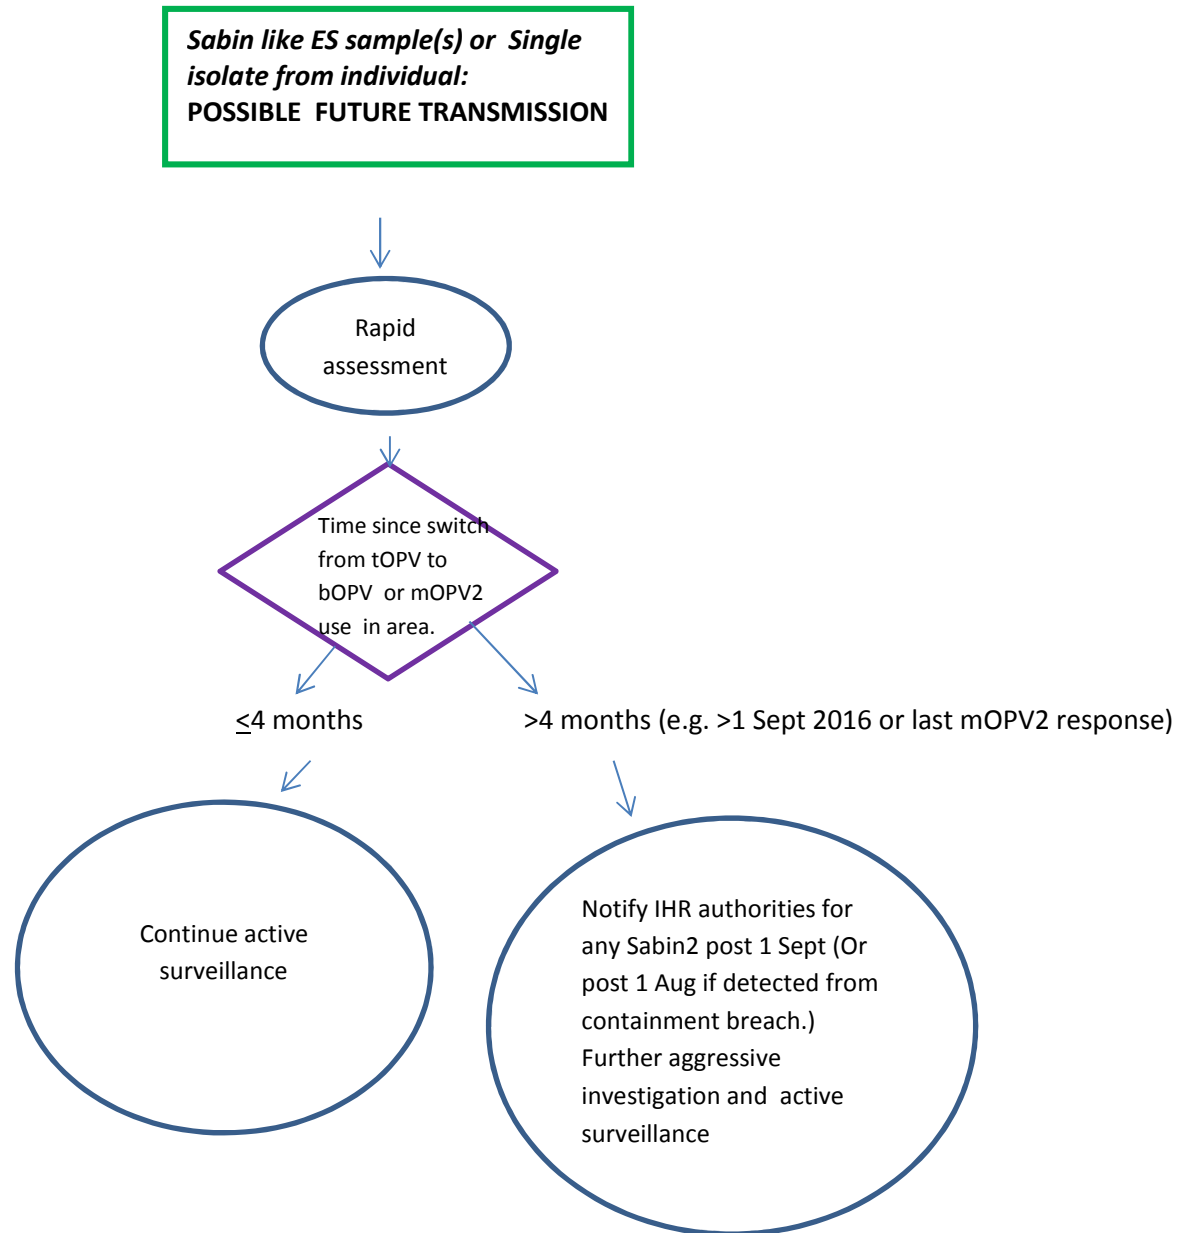 Sabin like ES sample(s) or Single
isolate from individual:
POSSIBLE FUTURE TRANSMISSION
Rapid
assessment
Time since switch
from tOPV to
bOPV or mOPV2
use in area.
≤4 months
>4 months (e.g. >1 Sept 2016 or last mOPV2 response)
Continue active
surveillance
Notify IHR authorities for
any Sabin2 post 1 Sept (Or
post 1 Aug if detected from
containment breach.)
Further aggressive
investigation and active
surveillance